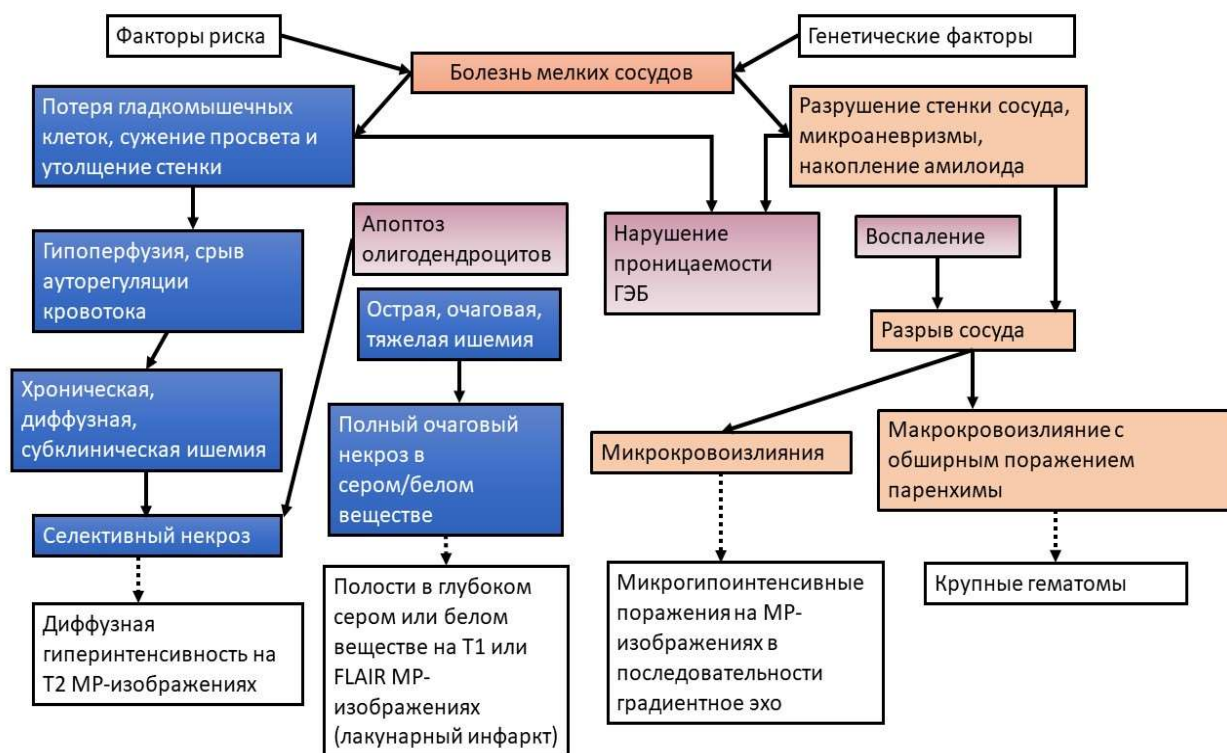 Факторы риска
Генетические факторы
Болезнь мелких сосудов
Потеря гладкомышечных
клеток, сужение просвета и
утолщение стенки
Разрушение стенки сосуда,
микроаневризмы,
накопление амилоида
Апоптоз
олигодендроцитов
Нарушение
проницаемости
ГЭБ
Воспаление
Гипоперфузия, срыв
ауторегуляции
кровотока
Острая, очаговая,
тяжелая ишемия
Разрыв сосуда
Хроническая,
диффузная,
субклиническая ишемия
Полный очаговый
некроз в
сером/белом
веществе
Микрокровоизлияния
Макрокровоизлияние с
обширным поражением
паренхимы
Селективный некроз
Диффузная
гиперинтенсивность на
Т2 МР-изображениях
Полости в глубоком
сером или белом
веществе на Т1 или
FLAIR МР-
изображениях
(лакунарный инфаркт)
Микрогипоинтенсивные
поражения на МР-
изображениях в
последовательности
градиентное эхо
Крупные гематомы